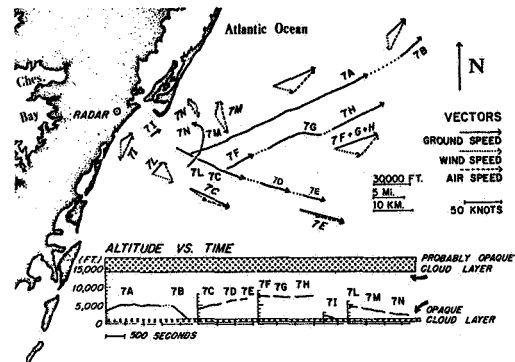 Atlantic Ocean
Ches.
Bay
RADAR
N
7A
7B
7H
7G
7F
7F+G+H
7N
7N
7M
7M
7I
7L
7L 7C
7C
7D
7E
7E
VECTORS
GROUND SPEED
WIND SPEED
AIR SPEED
50 KNOTS
30,000 FT.
5 MI.
10 KM.
ALTITUDE VS. TIME
(FT.)
15,000
10,000
5,000
0
7A 7B 7C 7D 7E 7F 7G 7H 7I 7L 7M 7N
PROBABLY OPAQUE
CLOUD LAYER
OPAQUE
CLOUD LAYER
500 SECONDS